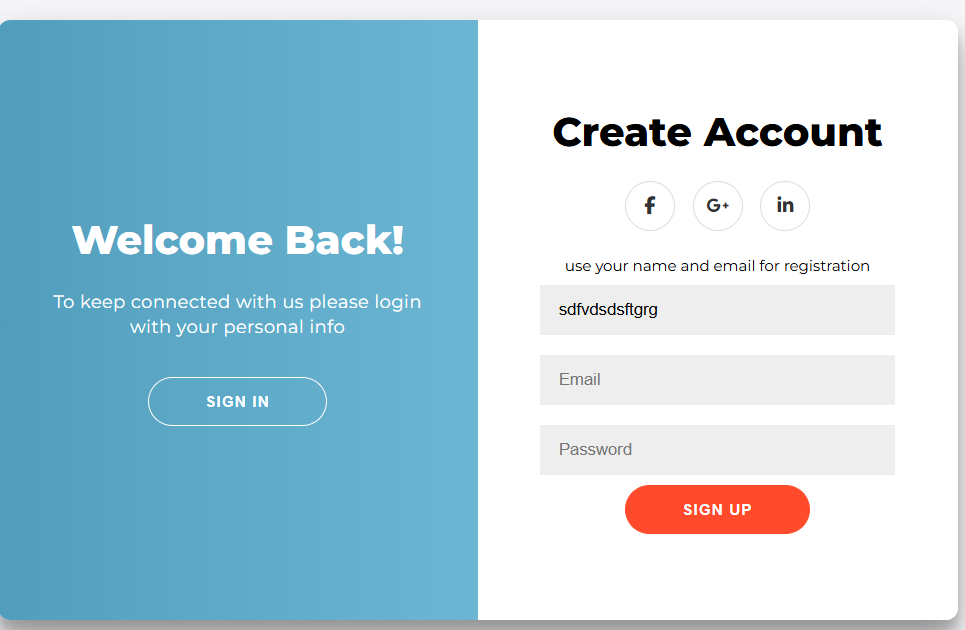 Welcome Back!
To keep connected with us please login
with your personal info
SIGN IN
Create Account
f
G+
in
use your name and email for registration
sdfvdsdsftgrg
Email
Password
SIGN UP